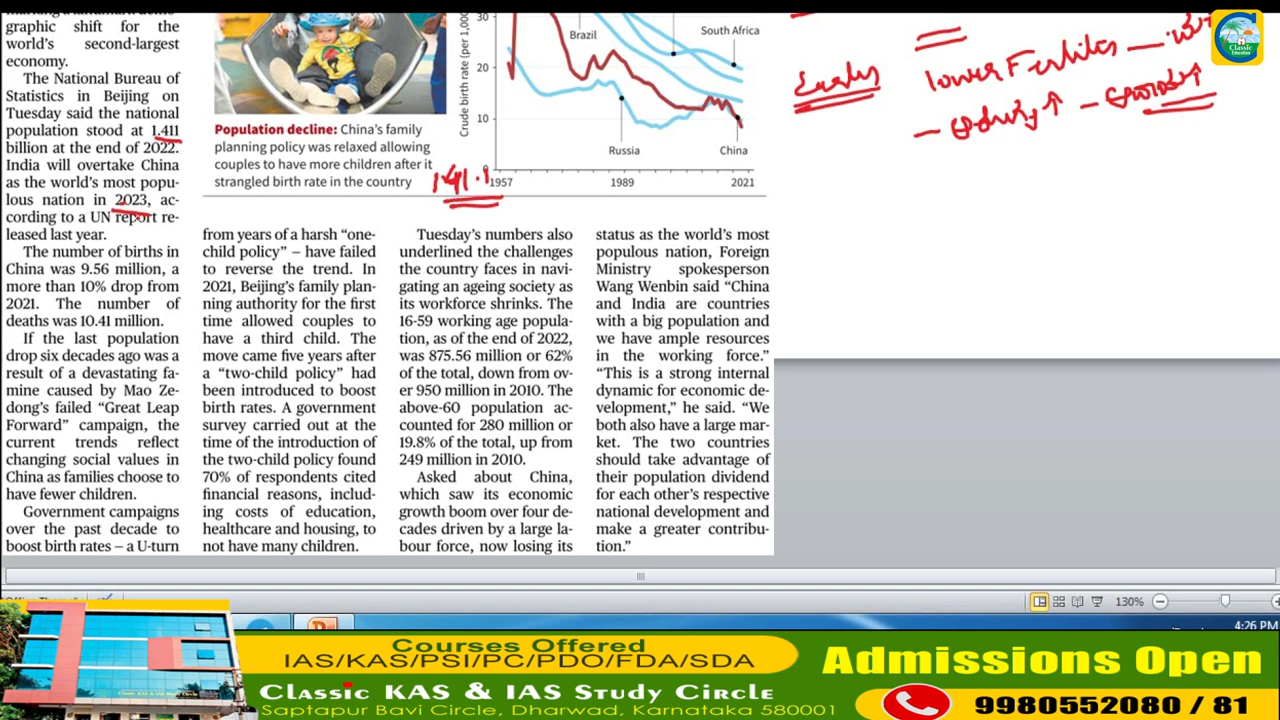 graphic shift for the
world's second-largest
economy.
The National Bureau of
Statistics in Beijing on
Tuesday said the national
population stood at 1.411
billion at the end of 2022.
India will overtake China
as the world's most popu-
lous nation in 2023, ac-
cording to a UN report re-
leased last year.
The number of births in
China was 9.56 million, a
more than 10% drop from
2021. The number of
deaths was 10.41 million.
If the last population
drop six decades ago was a
result of a devastating fa-
mine caused by Mao Ze-
dong's failed “Great Leap
Forward” campaign, the
current trends reflect
changing social values in
China as families choose to
have fewer children.
Government campaigns
over the past decade to
boost birth rates – a U-turn
Population decline: China's family
planning policy was relaxed allowing
couples to have more children after it
strangled birth rate in the country
Crude birth rate (per 1,000
30
20
10
0
Brazil
South Africa
Russia
China
1957
1989
2021
from years of a harsh “one-
child policy” – have failed
to reverse the trend. In
2021, Beijing's family plan-
ning authority for the first
time allowed couples to
have a third child. The
move came five years after
a “two-child policy” had
been introduced to boost
birth rates. A government
survey carried out at the
time of the introduction of
the two-child policy found
70% of respondents cited
financial reasons, includ-
ing costs of education,
healthcare and housing, to
not have many children.
Tuesday's numbers also
underlined the challenges
the country faces in navi-
gating an ageing society as
its workforce shrinks. The
16-59 working age popula-
tion, as of the end of 2022,
was 875.56 million or 62%
of the total, down from ov-
er 950 million in 2010. The
above-60 population ac-
counted for 280 million or
19.8% of the total, up from
249 million in 2010.
Asked about China,
which saw its economic
growth boom over four de-
cades driven by a large la-
bour force, now losing its
status as the world's most
populous nation, Foreign
Ministry spokesperson
Wang Wenbin said “China
and India are countries
with a big population and
we have ample resources
in the working force.”
“This is a strong internal
dynamic for economic de-
velopment,” he said. “We
both also have a large mar-
ket. The two countries
should take advantage of
their population dividend
for each other's respective
national development and
make a greater contribu-
tion.”
lower
Classic
Education
130%
4:26 PM
Courses Offered
IAS/KAS/PSI/PC/PDO/FDA/SDA
Classic KAS & IAS Study Circle
Saptapur Bavi Circle, Dharwad, Karnataka 580001
Admissions Open
9980552080 / 81